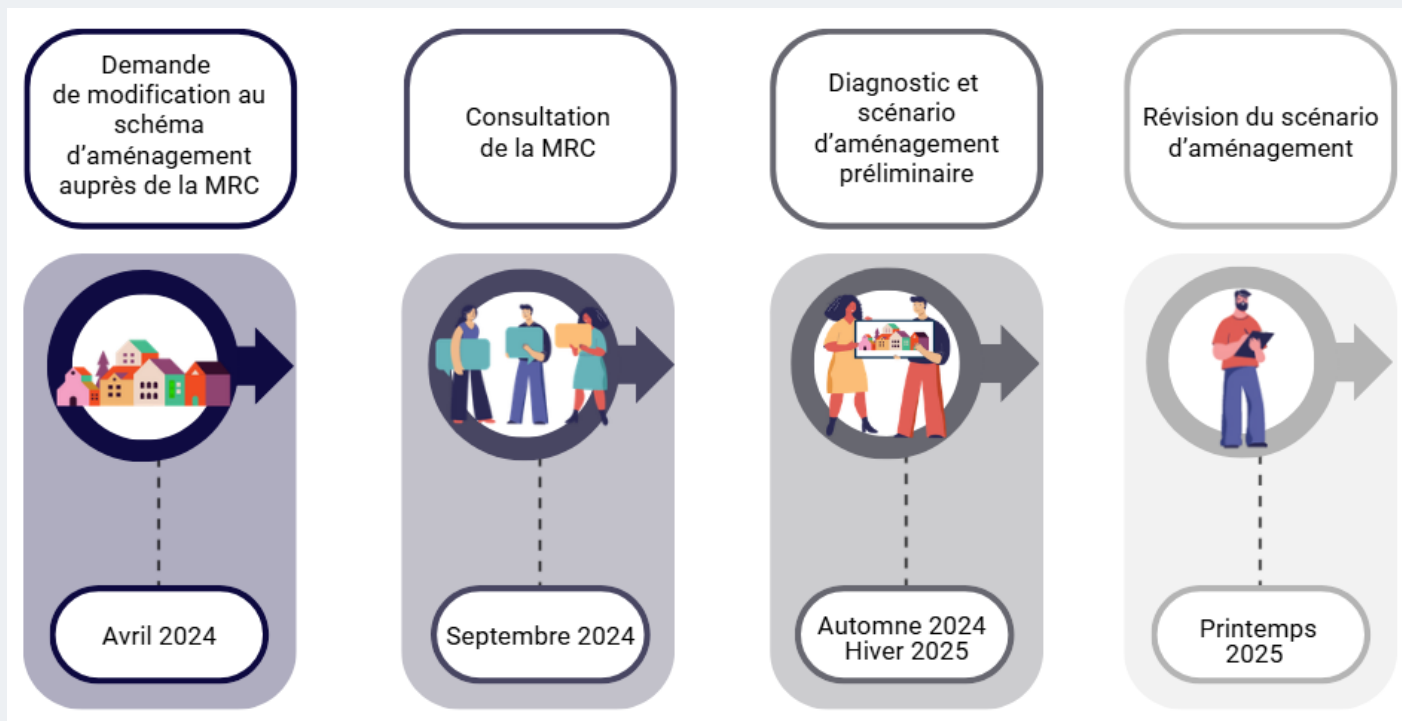 Demande
de modification au
schéma
d’aménagement
auprès de la MRC
Consultation
de la MRC
Diagnostic et
scénario
d’aménagement
préliminaire
Révision du scénario
d’aménagement
Avril 2024
Septembre 2024
Automne 2024
Hiver 2025
Printemps
2025